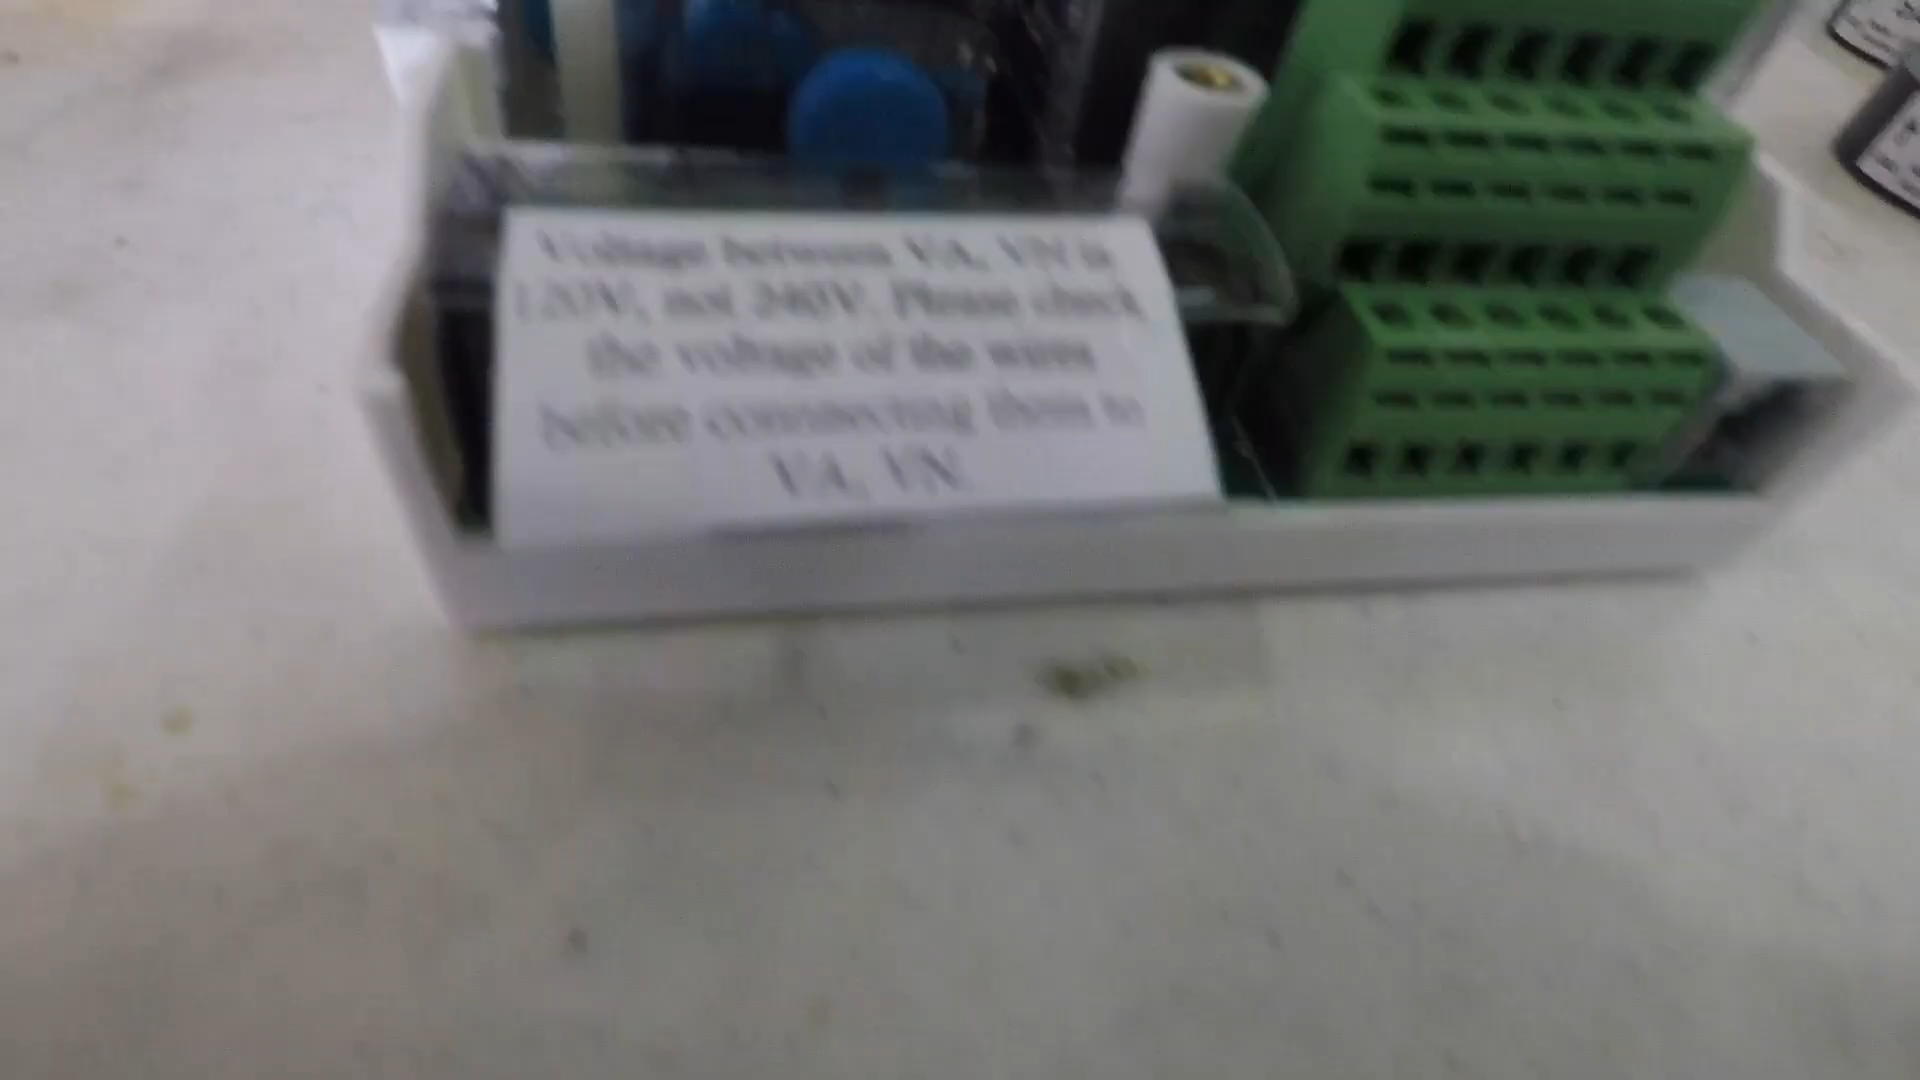 Voltage between VA, VN is
120V, not 240V. Please check
the voltage of the wires
before connecting them to
VA, VN.